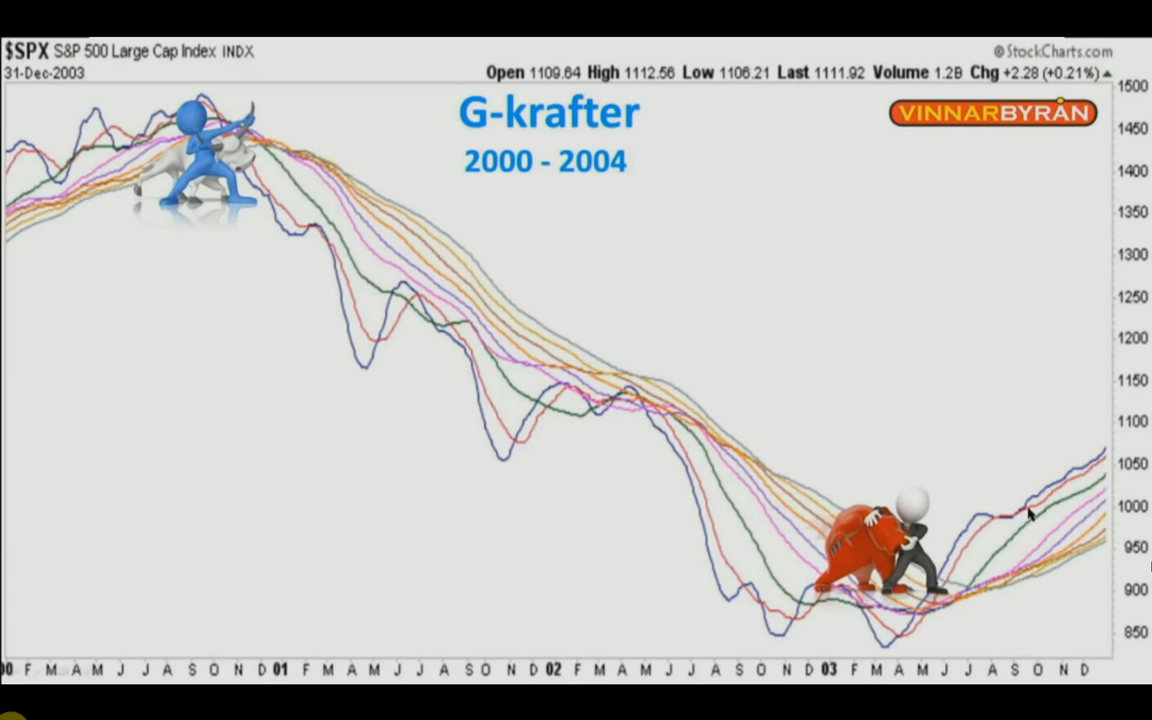 $SPX S&P 500 Large Cap Index INDX
© StockCharts.com
31-Dec-2003
Open 1109.64 High 1112.56 Low 1106.21 Last 1111.92 Volume 1.2B Chg +2.28 (+0.21%)
G-krafter
2000 - 2004
VINNARBYRÅN
1500
1450
1400
1350
1300
1250
1200
1150
1100
1050
1000
950
900
850
00 F M A M J J A S O N D 01 F M A M J J A S O N D 02 F M A M J J A S O N D 03 F M A M J J A S O N D